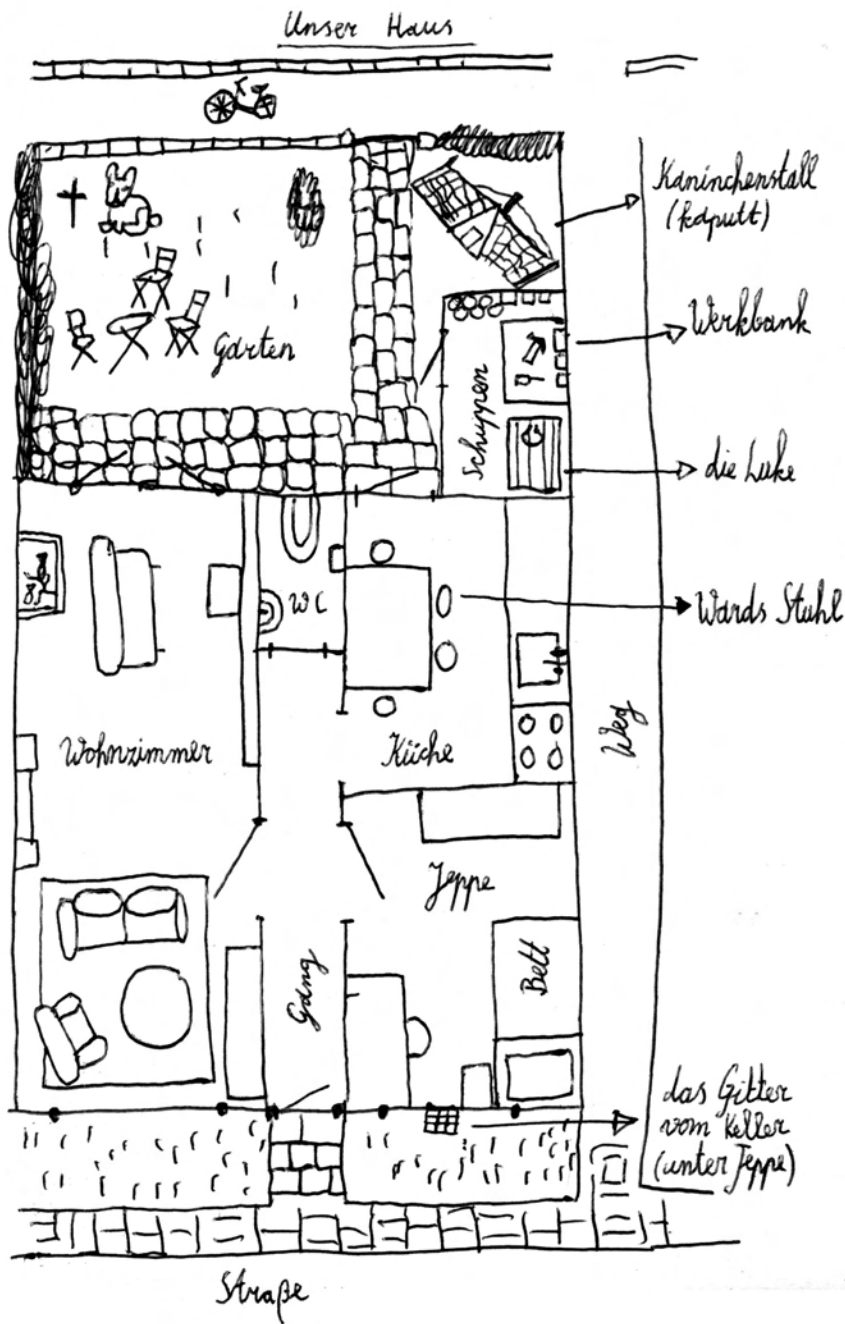 Unser Haus
Kaninchenstall
(kaputt)
Werkbank
Garten
Schuppen
die Luke
WC
Wards Stuhl
Wohnzimmer
Küche
Weg
Jeppe
Gang
Bett
das Gitter
vom Keller
(unter Jeppe)
Straße